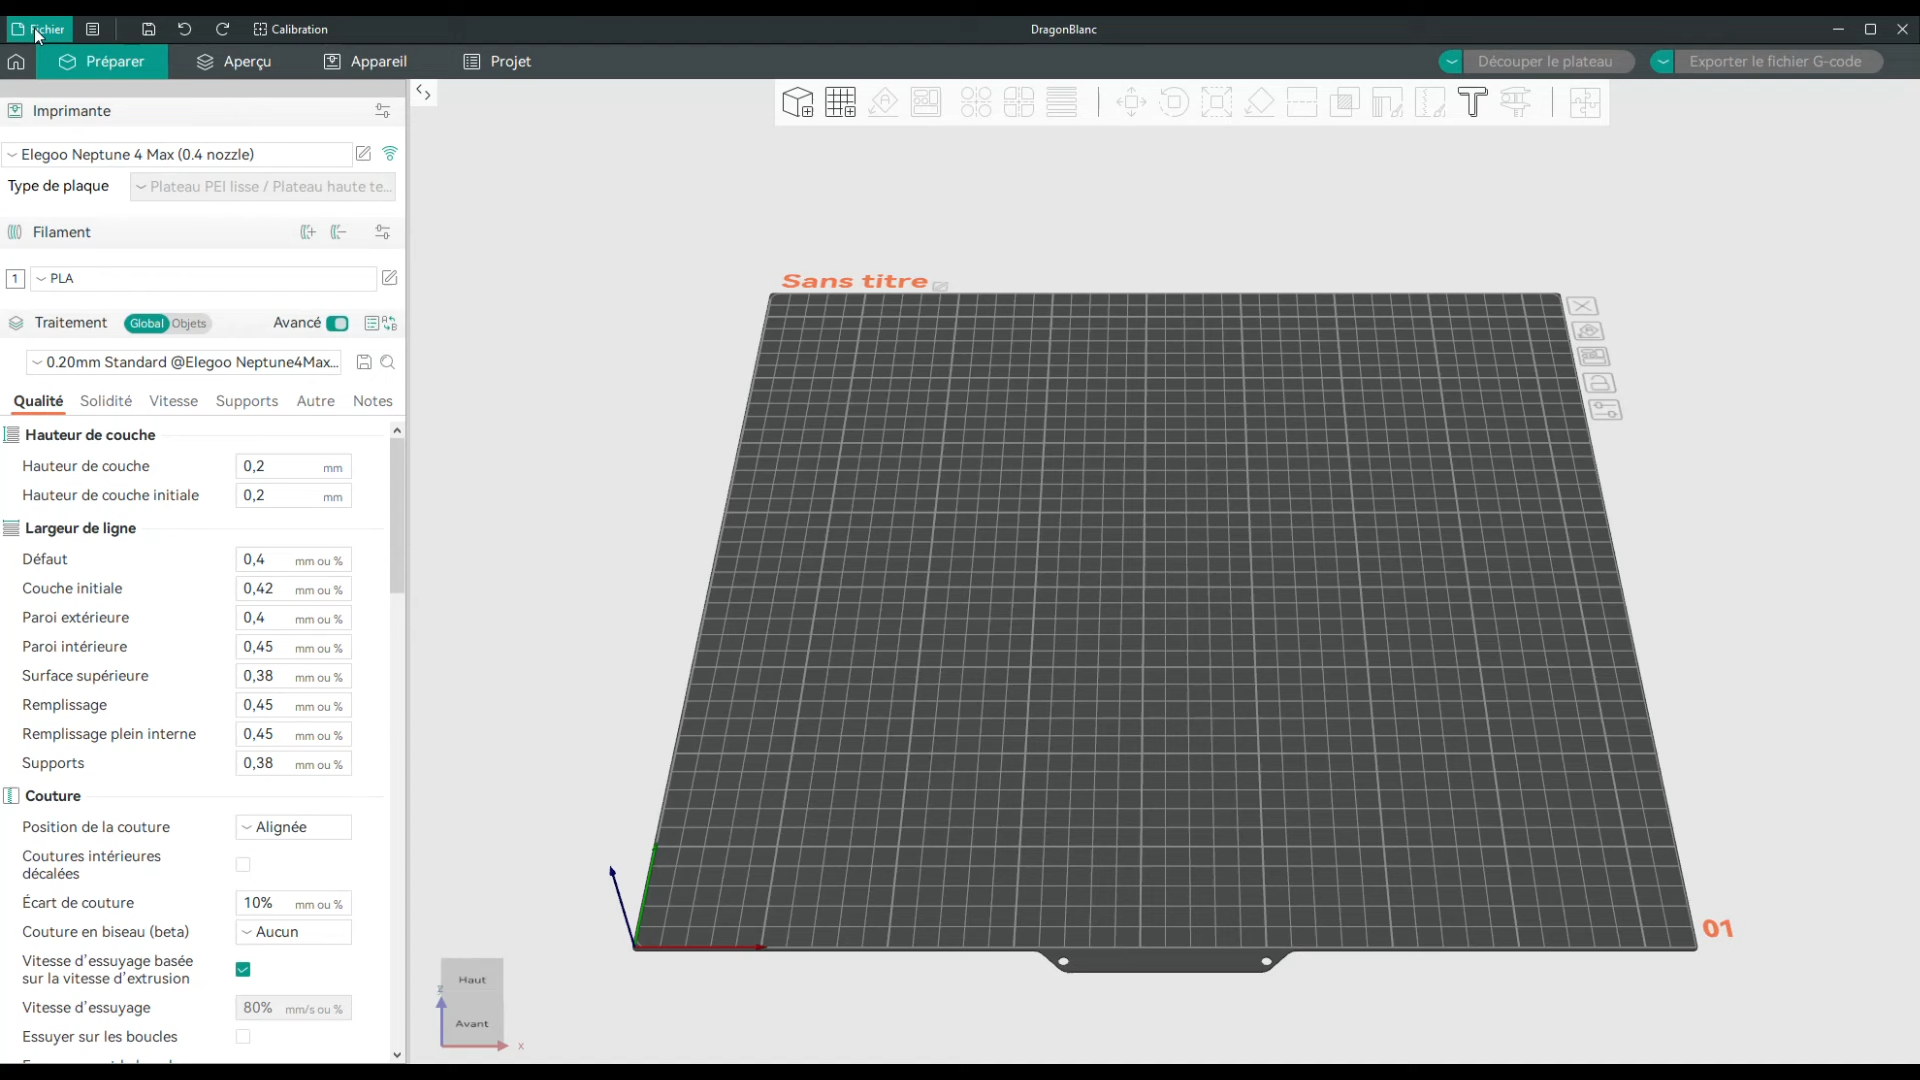 Fichier
Calibration
DragonBlanc
Préparer
Aperçu
Appareil
Projet
Découper le plateau
Exporter le fichier G-code
Imprimante
Elegoo Neptune 4 Max (0.4 nozzle)
Type de plaque
Plateau PEI lisse / Plateau haute te...
Filament
1
PLA
Traitement
Global
Objets
Avancé
0.20mm Standard @Elegoo Neptune4Max...
Qualité
Solidité
Vitesse
Supports
Autre
Notes
Hauteur de couche
Hauteur de couche 0,2 mm
Hauteur de couche initiale 0,2 mm
Largeur de ligne
Défaut 0,4 mm ou %
Couche initiale 0,42 mm ou %
Paroi extérieure 0,4 mm ou %
Paroi intérieure 0,45 mm ou %
Surface supérieure 0,38 mm ou %
Remplissage 0,45 mm ou %
Remplissage plein interne 0,45 mm ou %
Supports 0,38 mm ou %
Couture
Position de la couture Alignée
Coutures intérieures
décalées
Écart de couture 10% mm ou %
Couture en biseau (beta) Aucun
Vitesse d'essuyage basée
sur la vitesse d'extrusion
Vitesse d'essuyage 80% mm/s ou %
Essuyer sur les boucles
Sans titre
01
Haut
Avant
z
x